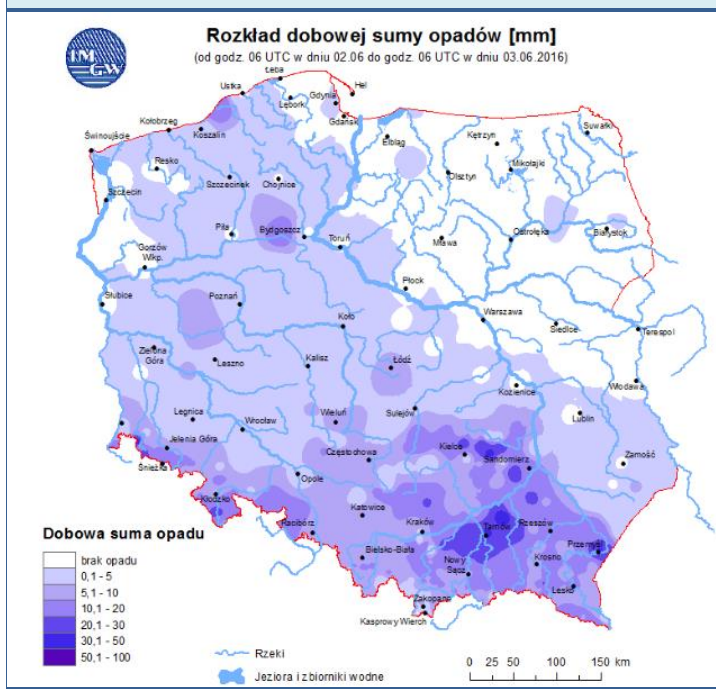 Rozkład dobowej sumy opadów [mm]
(od godz. 06 UTC w dniu 02.06 do godz. 06 UTC w dniu 03.06.2016)
IMGW
Łeba
Hel
Ustka
Gdynia
Lębork
Gdańsk
Kołobrzeg
Koszalin
Elbląg
Kętrzyn
Suwałki
Świnoujście
Resko
Szczecinek
Chojnice
Olsztyn
Mikołajki
Szczecin
Piła
Bydgoszcz
Toruń
Mława
Ostrołęka
Białystok
Gorzów
Wlkp.
Płock
Słubice
Poznań
Koło
Warszawa
Siedlce
Terespol
Zielona
Góra
Leszno
Kalisz
Łódź
Kozienice
Włodawa
Legnica
Wrocław
Wieluń
Sulejów
Lublin
Jelenia Góra
Śnieżka
Opole
Częstochowa
Kielce
Sandomierz
Zamość
Kłodzko
Racibórz
Katowice
Kraków
Tarnów
Rzeszów
Przemyśl
Bielsko-Biała
Nowy
Sącz
Krosno
Lesko
Zakopane
Kasprowy Wierch
Dobowa suma opadu
brak opadu
0,1 - 5
5,1 - 10
10,1 - 20
20,1 - 30
30,1 - 50
50,1 - 100
Rzeki
Jeziora i zbiorniki wodne
0 25 50 100 150 km